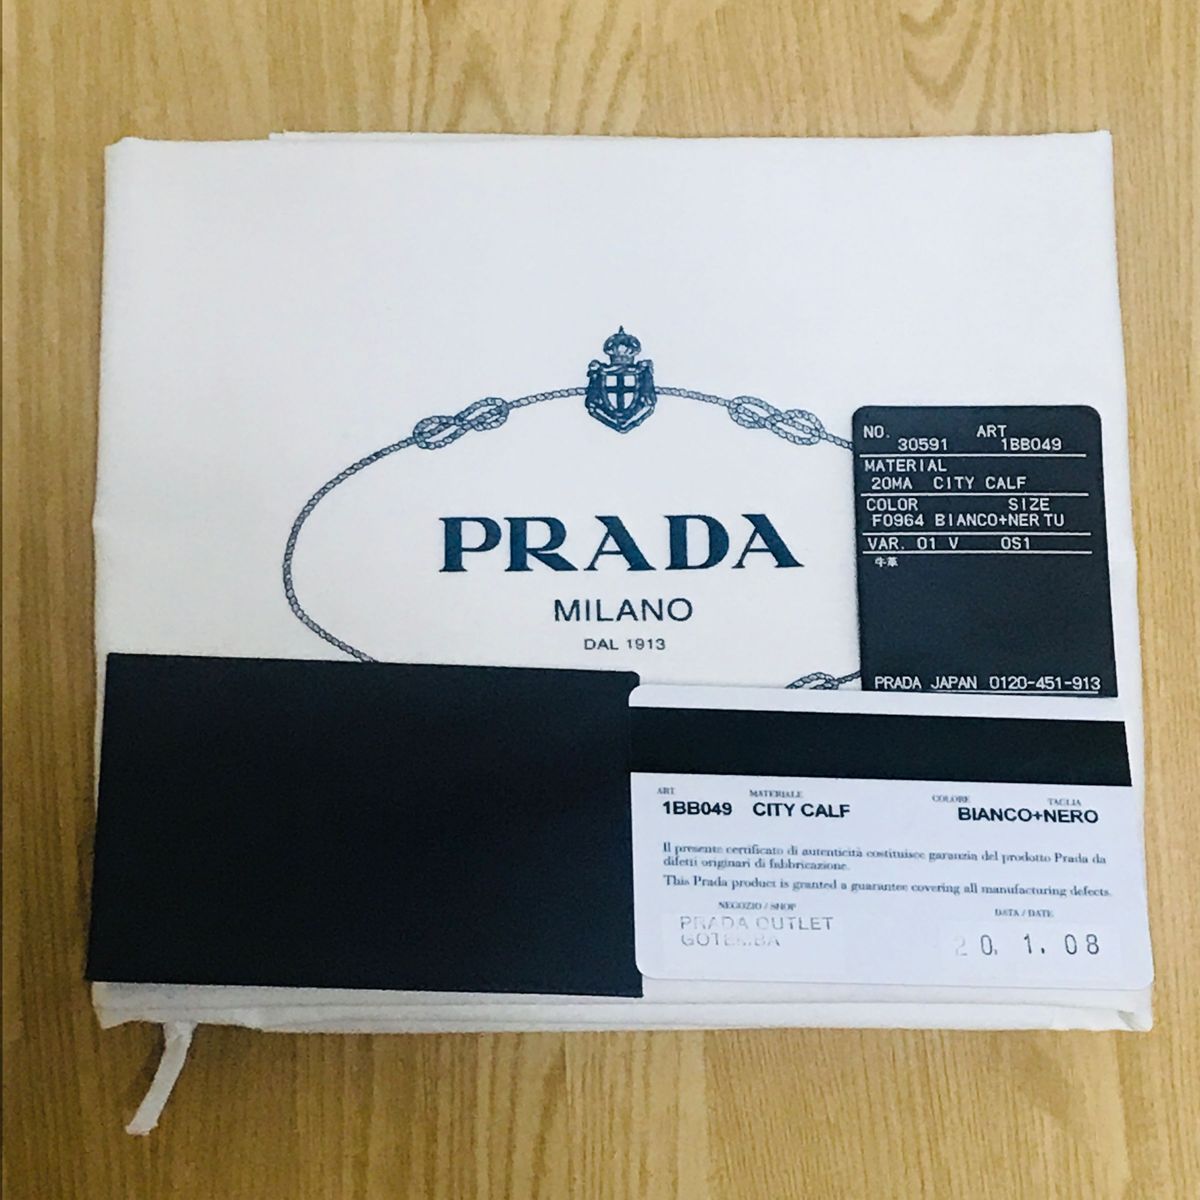 PRADA
MILANO
DAL 1913
NO. ART
30591 1BB049
MATERIAL
20MA CITY CALF
COLOR SIZE
F0964 BIANCO+NER TU
VAR. 01 V OS1
牛革
PRADA JAPAN 0120-451-913
ART MATERIALE COLORE TAGLIA
1BB049 CITY CALF BIANCO+NERO
Il presente certificato di autenticità costituisce garanzia del prodotto Prada da
difetti originari di fabbricazione.
This Prada product is granted a guarantee covering all manufacturing defects.
NEGOZIO / SHOP DATA / DATE
PRADA OUTLET
GOTEMBA
20. 1. 08